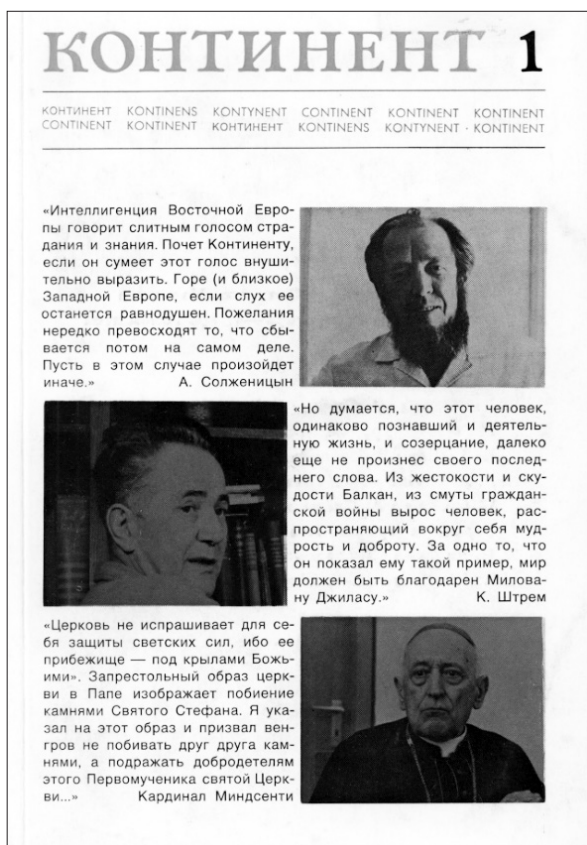 КОНТИНЕНТ 1
КОНТИНЕНТ KONTINENS KONTYNENT CONTINENT KONTINENT KONTINENT
CONTINENT KONTINENT КОНТИНЕНТ KONTINENS KONTYNENT · KONTINENT
«Интеллигенция Восточной Евро-
пы говорит слитным голосом стра-
дания и знания. Почет Континенту,
если он сумеет этот голос внуши-
тельно выразить. Горе (и близкое)
Западной Европе, если слух ее
останется равнодушен. Пожелания
нередко превосходят то, что сбы-
вается потом на самом деле.
Пусть в этом случае произойдет
иначе.» А. Солженицын
«Но думается, что этот человек,
одинаково познавший и деятель-
ную жизнь, и созерцание, далеко
еще не произнес своего послед-
него слова. Из жестокости и ску-
дости Балкан, из смуты граждан-
ской войны вырос человек, рас-
пространяющий вокруг себя муд-
рость и доброту. За одно то, что
он показал ему такой пример, мир
должен быть благодарен Милова-
ну Джиласу.» К. Штрем
«Церковь не испрашивает для се-
бя защиты светских сил, ибо ее
прибежище — под крылами Божь-
ими». Запрестольный образ церк-
ви в Папе изображает побиение
камнями Святого Стефана. Я ука-
зал на этот образ и призвал вен-
гров не побивать друг друга кам-
нями, а подражать добродетелям
этого Первомученика святой Церк-
ви...» Кардинал Миндсенти